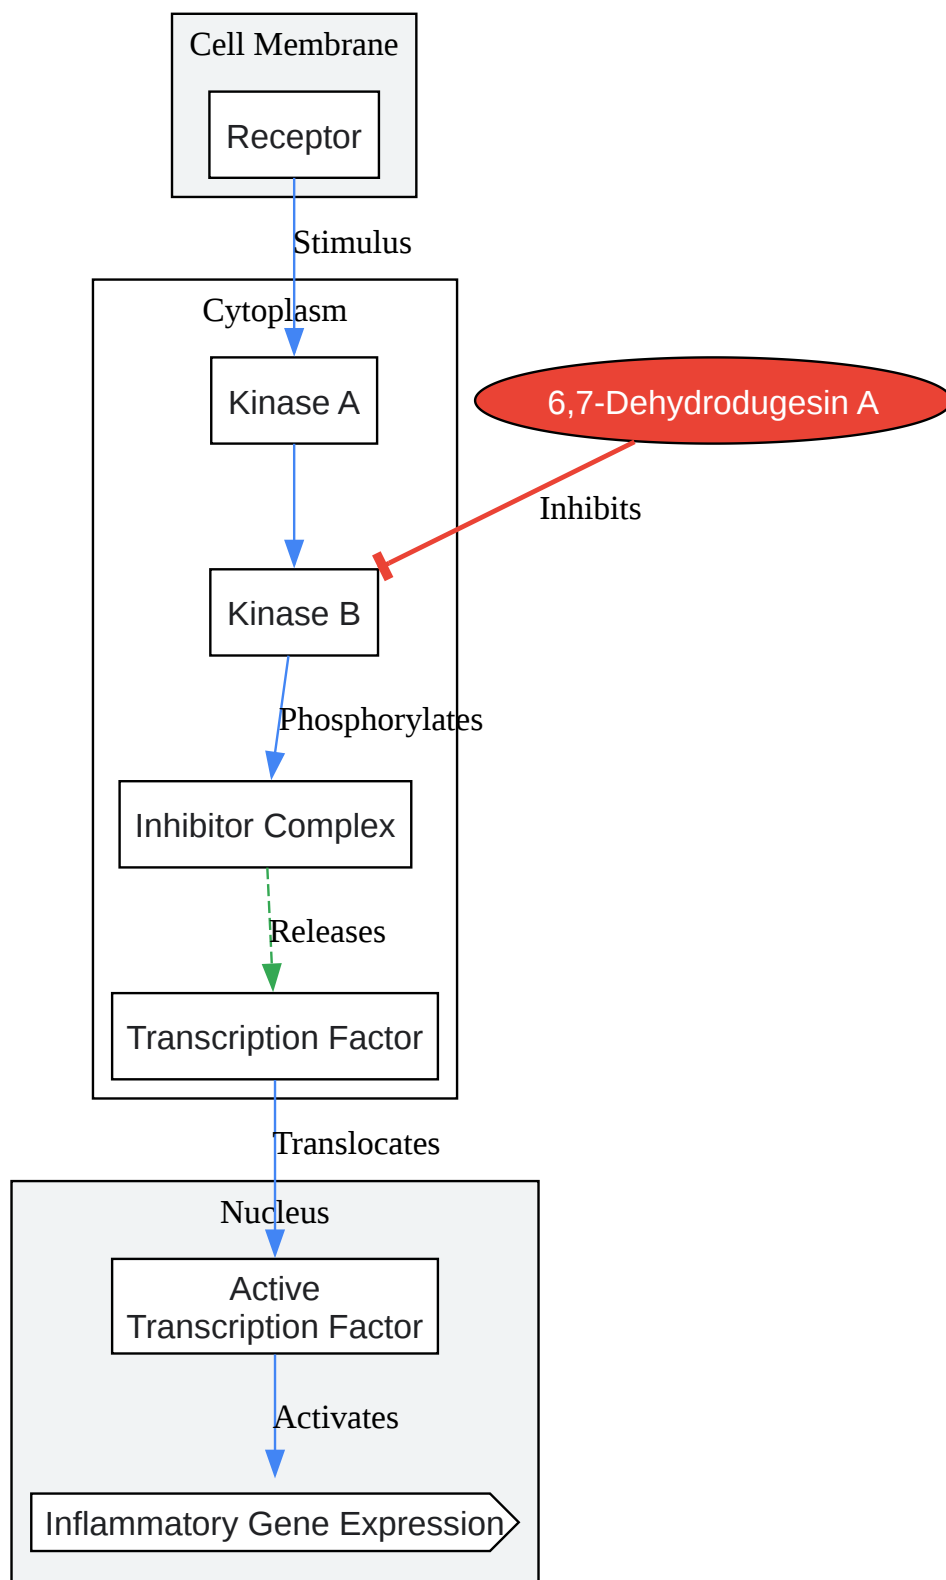 Cell Membrane
Receptor
Stimulus
Cytoplasm
Kinase A
6,7-Dehydrodugesin A
Inhibits
Kinase B
Phosphorylates
Inhibitor Complex
Releases
Transcription Factor
Translocates
Nucleus
Active
Transcription Factor
Activates
Inflammatory Gene Expression